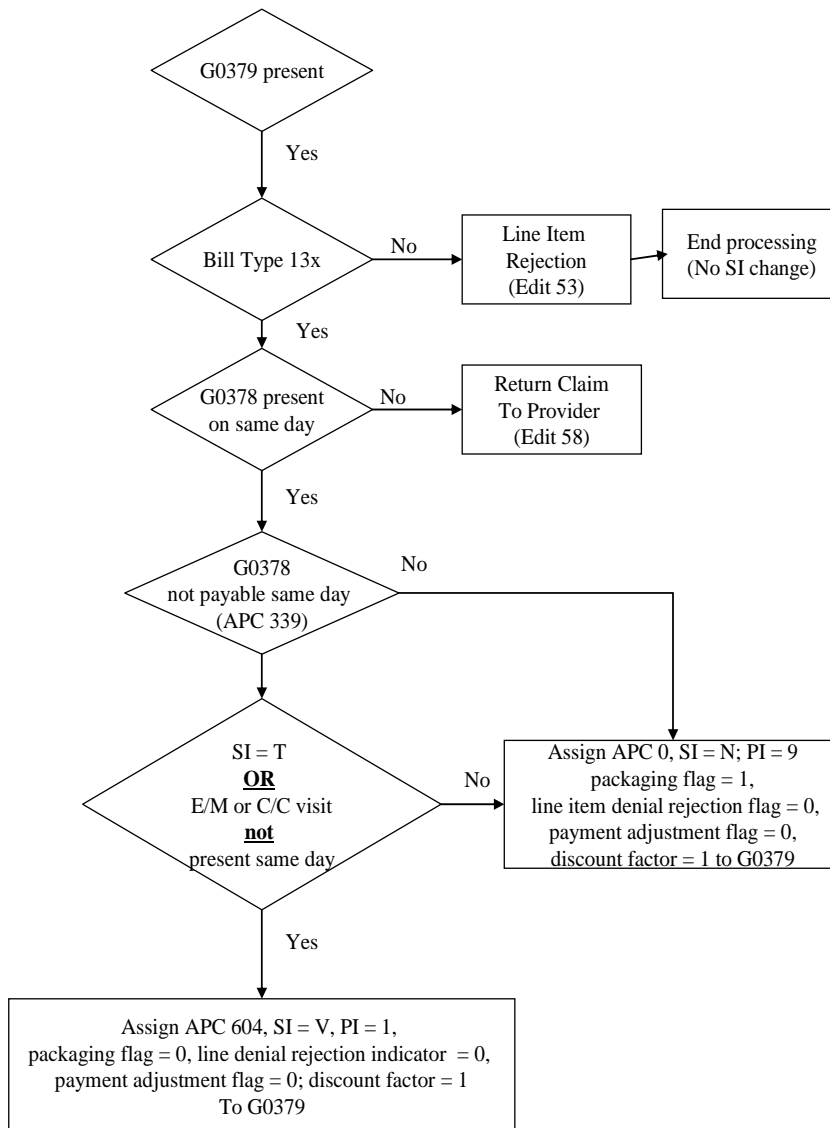 G0379 present
Yes
Bill Type 13x
No
Line Item
Rejection
(Edit 53)
End processing
(No SI change)
Yes
G0378 present
on same day
No
Return Claim
To Provider
(Edit 58)
Yes
G0378
not payable same day
(APC 339)
No
SI = T
OR
E/M or C/C visit
not
present same day
No
Assign APC 0, SI = N; PI = 9
packaging flag = 1,
line item denial rejection flag = 0,
payment adjustment flag = 0,
discount factor = 1 to G0379
Yes
Assign APC 604, SI = V, PI = 1,
packaging flag = 0, line denial rejection indicator = 0,
payment adjustment flag = 0; discount factor = 1
To G0379